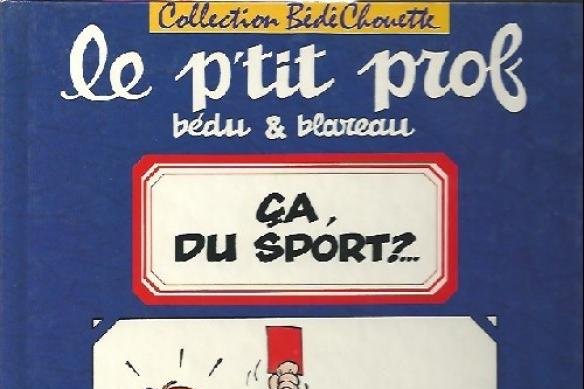 Collection BédéChouette
le p'tit prof
bédu & blareau
ÇA,
DU SPORT?...